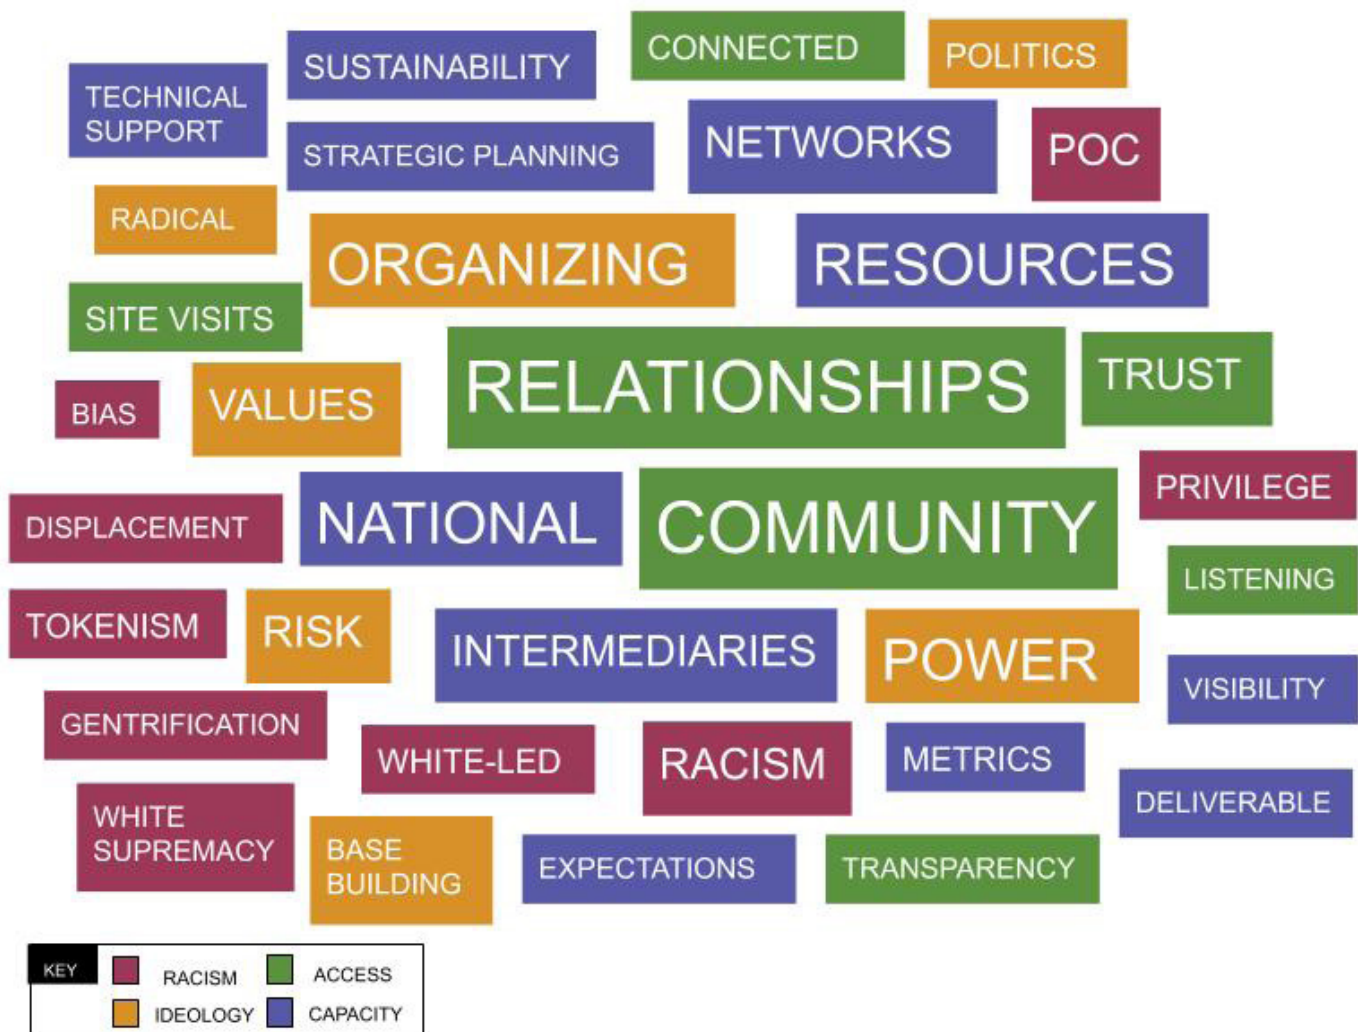 CONNECTED
POLITICS
SUSTAINABILITY
TECHNICAL
SUPPORT
STRATEGIC PLANNING
NETWORKS
POC
RADICAL
ORGANIZING
RESOURCES
SITE VISITS
RELATIONSHIPS
TRUST
BIAS
VALUES
PRIVILEGE
DISPLACEMENT
NATIONAL
COMMUNITY
LISTENING
TOKENISM
RISK
INTERMEDIARIES
POWER
VISIBILITY
GENTRIFICATION
WHITE-LED
RACISM
METRICS
DELIVERABLE
WHITE
SUPREMACY
BASE
BUILDING
EXPECTATIONS
TRANSPARENCY
KEY
RACISM
ACCESS
IDEOLOGY
CAPACITY